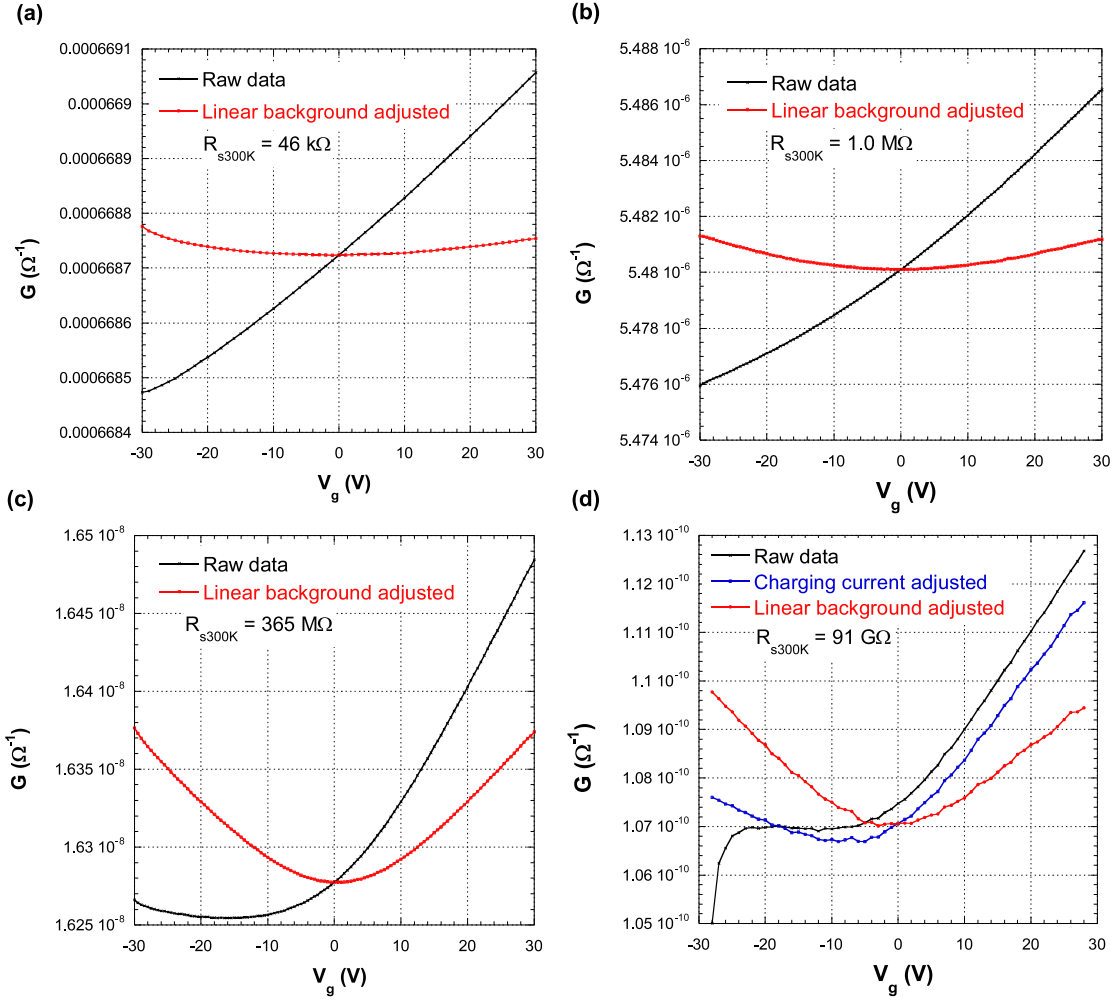 (a)
0.0006691
0.000669
0.0006689
0.0006688
0.0006687
0.0006686
0.0006685
0.0006684
G (Ω⁻¹)
Raw data
Linear background adjusted
R_s300K = 46 kΩ
-30 -20 -10 0 10 20 30
V_g (V)
(b)
5.488 10⁻⁶
5.486 10⁻⁶
5.484 10⁻⁶
5.482 10⁻⁶
5.48 10⁻⁶
5.478 10⁻⁶
5.476 10⁻⁶
5.474 10⁻⁶
G (Ω⁻¹)
Raw data
Linear background adjusted
R_s300K = 1.0 MΩ
-30 -20 -10 0 10 20 30
V_g (V)
(c)
1.65 10⁻⁸
1.645 10⁻⁸
1.64 10⁻⁸
1.635 10⁻⁸
1.63 10⁻⁸
1.625 10⁻⁸
G (Ω⁻¹)
Raw data
Linear background adjusted
R_s300K = 365 MΩ
-30 -20 -10 0 10 20 30
V_g (V)
(d)
1.13 10⁻¹⁰
1.12 10⁻¹⁰
1.11 10⁻¹⁰
1.1 10⁻¹⁰
1.09 10⁻¹⁰
1.08 10⁻¹⁰
1.07 10⁻¹⁰
1.06 10⁻¹⁰
1.05 10⁻¹⁰
G (Ω⁻¹)
Raw data
Charging current adjusted
Linear background adjusted
R_s300K = 91 GΩ
-30 -20 -10 0 10 20 30
V_g (V)